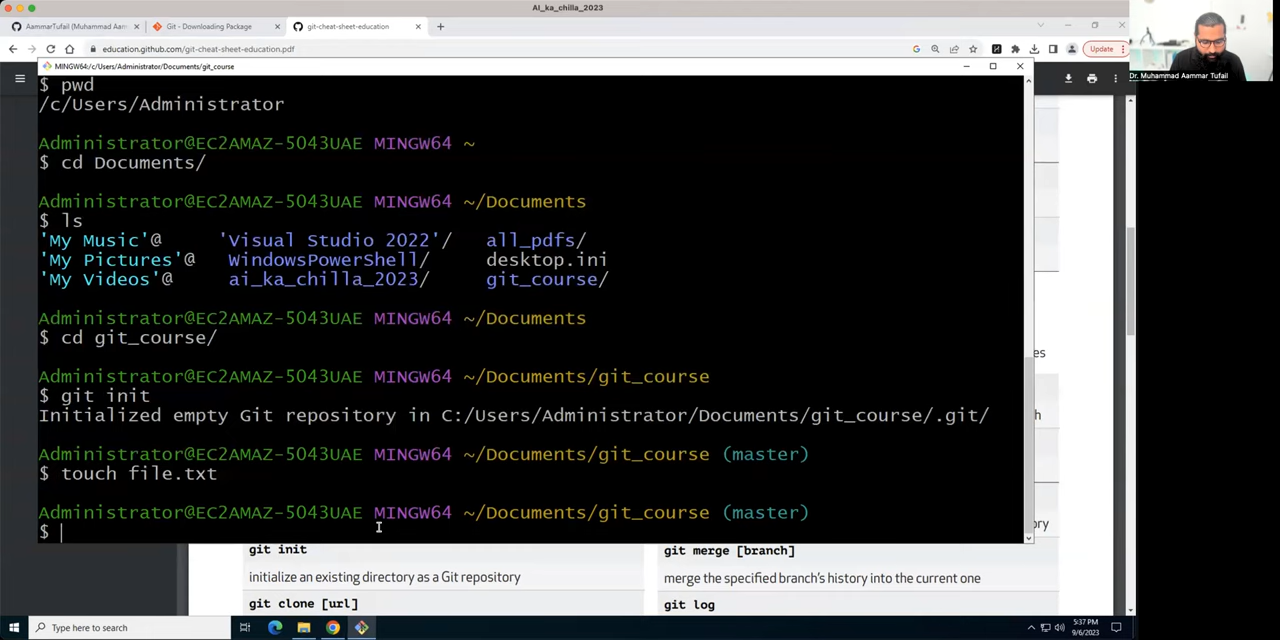 AI_ka_chilla_2023
AammarTufail (Muhammad Aam
Git - Downloading Package
git-cheat-sheet-education
education.github.com/git-cheat-sheet-education.pdf
Update
Dr. Muhammad Aammar Tufail
MINGW64:/c/Users/Administrator/Documents/git_course
$ pwd
/c/Users/Administrator
Administrator@EC2AMAZ-5043UAE MINGW64 ~
$ cd Documents/
Administrator@EC2AMAZ-5043UAE MINGW64 ~/Documents
$ ls
'My Music'@ 'Visual Studio 2022'/ all_pdfs/
'My Pictures'@ WindowsPowerShell/ desktop.ini
'My Videos'@ ai_ka_chilla_2023/ git_course/
Administrator@EC2AMAZ-5043UAE MINGW64 ~/Documents
$ cd git_course/
Administrator@EC2AMAZ-5043UAE MINGW64 ~/Documents/git_course
$ git init
Initialized empty Git repository in C:/Users/Administrator/Documents/git_course/.git/
Administrator@EC2AMAZ-5043UAE MINGW64 ~/Documents/git_course (master)
$ touch file.txt
Administrator@EC2AMAZ-5043UAE MINGW64 ~/Documents/git_course (master)
$
git init
initialize an existing directory as a Git repository
git clone [url]
git merge [branch]
merge the specified branch's history into the current one
git log
Type here to search
5:37 PM
9/6/2023